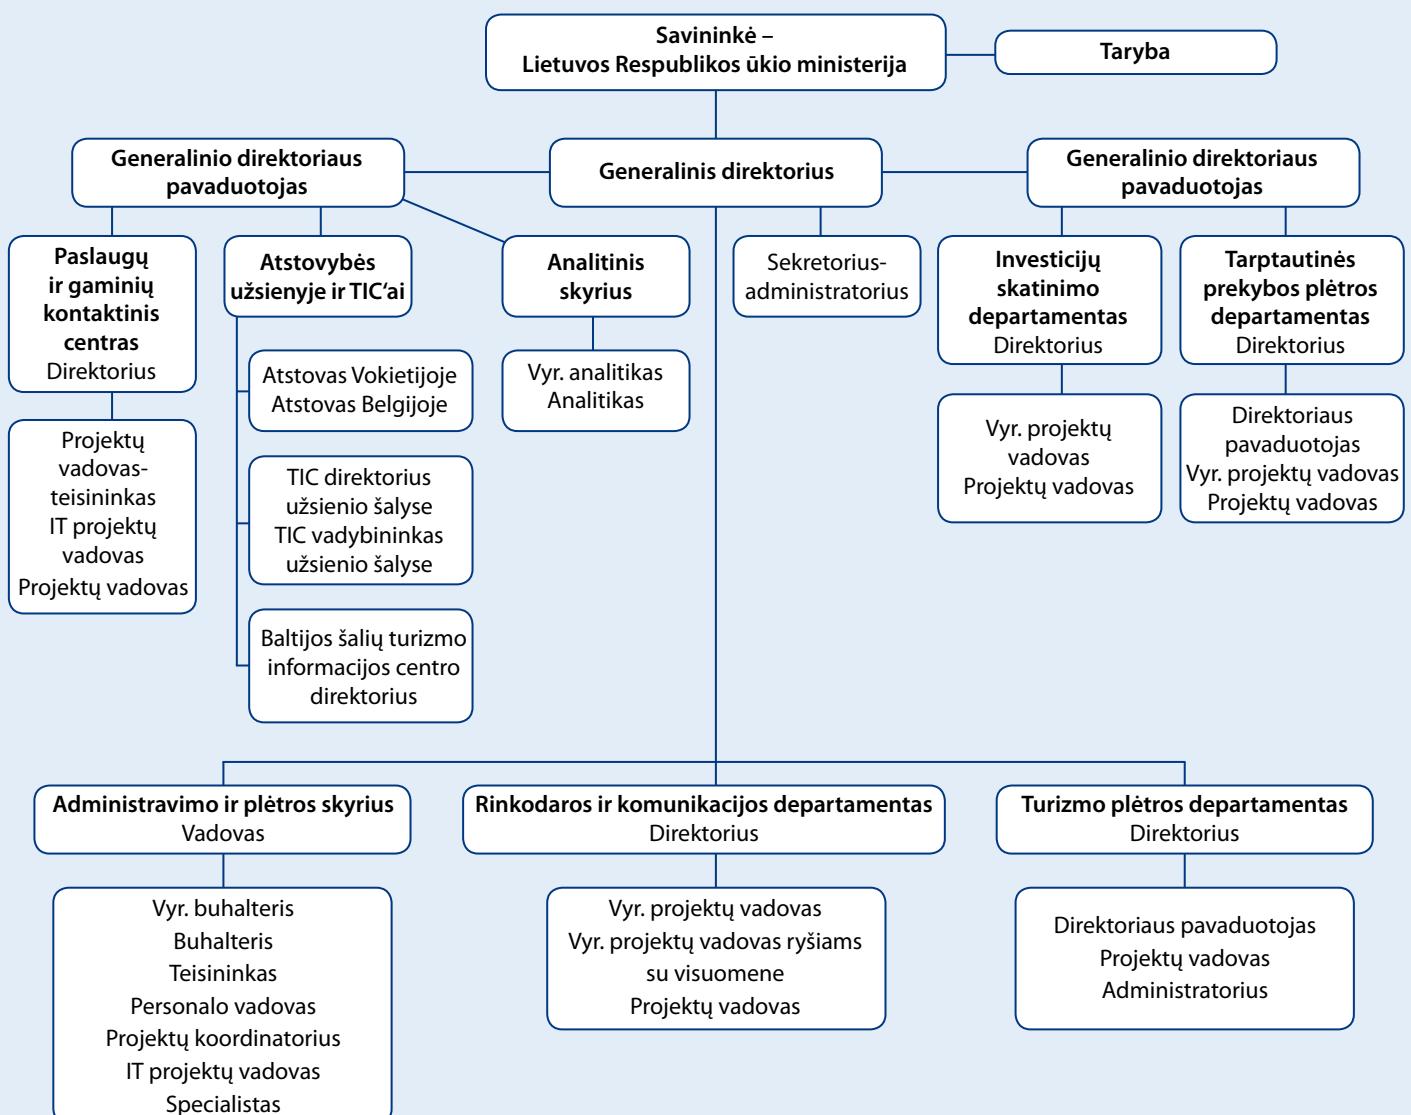 Savininkė –
Lietuvos Respublikos ūkio ministerija
Taryba
Generalinio direktoriaus
pavaduotojas
Generalinis direktorius
Generalinio direktoriaus
pavaduotojas
Paslaugų
ir gaminių
kontaktinis
centras
Direktorius
Atstovybės
užsienyje ir TIC‘ai
Analitinis
skyrius
Sekretorius-
administratorius
Investicijų
skatinimo
departamentas
Direktorius
Tarptautinės
prekybos plėtros
departamentas
Direktorius
Projektų
vadovas-
teisininkas
IT projektų
vadovas
Projektų vadovas
Atstovas Vokietijoje
Atstovas Belgijoje
TIC direktorius
užsienio šalyse
TIC vadybininkas
užsienio šalyse
Baltijos šalių turizmo
informacijos centro
direktorius
Vyr. analitikas
Analitikas
Vyr. projektų
vadovas
Projektų vadovas
Direktoriaus
pavaduotojas
Vyr. projektų vadovas
Projektų vadovas
Administravimo ir plėtros skyrius
Vadovas
Rinkodaros ir komunikacijos departamentas
Direktorius
Turizmo plėtros departamentas
Direktorius
Vyr. buhalteris
Buhalteris
Teisininkas
Personalo vadovas
Projektų koordinatorius
IT projektų vadovas
Specialistas
Vyr. projektų vadovas
Vyr. projektų vadovas ryšiams
su visuomene
Projektų vadovas
Direktoriaus pavaduotojas
Projektų vadovas
Administratorius